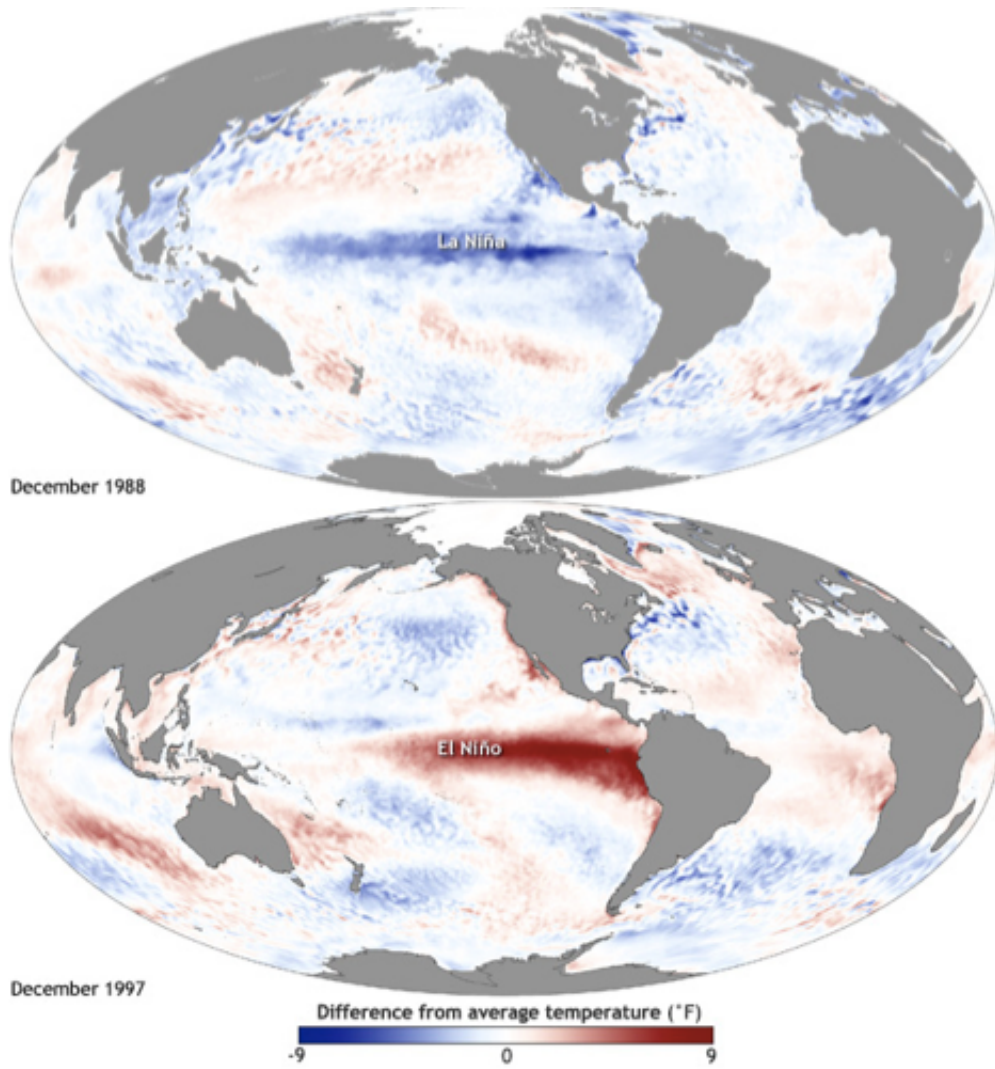 La Niña
December 1988
El Niño
December 1997
Difference from average temperature (°F)
-9 0 9